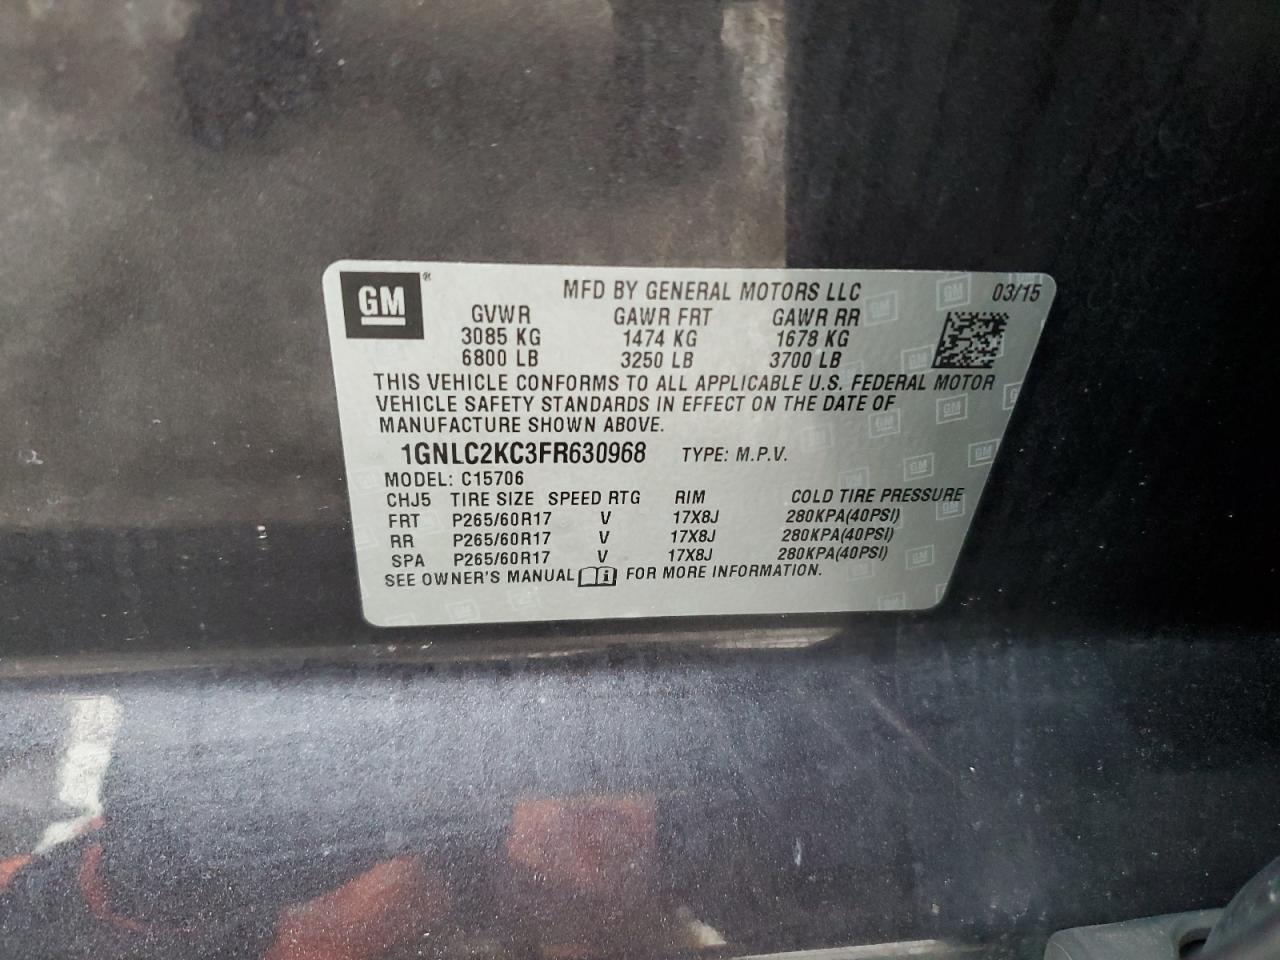 GM®
MFD BY GENERAL MOTORS LLC 03/15
GVWR GAWR FRT GAWR RR
3085 KG 1474 KG 1678 KG
6800 LB 3250 LB 3700 LB
THIS VEHICLE CONFORMS TO ALL APPLICABLE U.S. FEDERAL MOTOR
VEHICLE SAFETY STANDARDS IN EFFECT ON THE DATE OF
MANUFACTURE SHOWN ABOVE.
1GNLC2KC3FR630968 TYPE: M.P.V.
MODEL: C15706
CHJ5 TIRE SIZE SPEED RTG RIM COLD TIRE PRESSURE
FRT P265/60R17 V 17X8J 280KPA(40PSI)
RR P265/60R17 V 17X8J 280KPA(40PSI)
SPA P265/60R17 V 17X8J 280KPA(40PSI)
SEE OWNER'S MANUAL i FOR MORE INFORMATION.